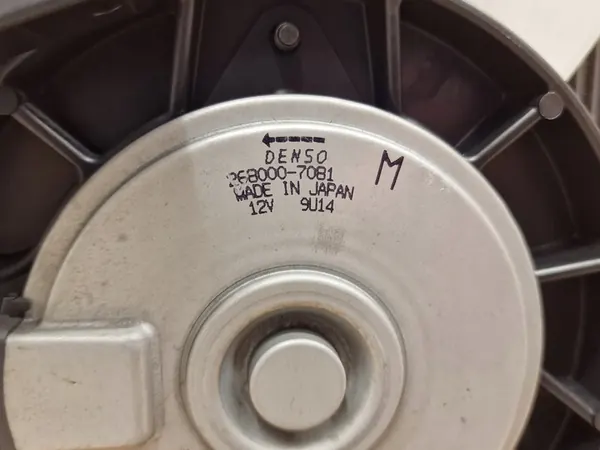 DENSO
268000-7081
MADE IN JAPAN
12V 9U14
M